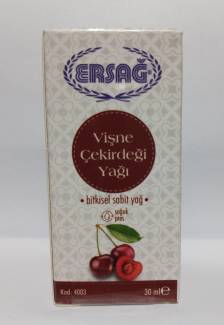 ERSAĞ
Vişne
Çekirdeği
Yağı
• bitkisel sabit yağ •
soğuk
pres
Kod: 4003
30 ml ℮